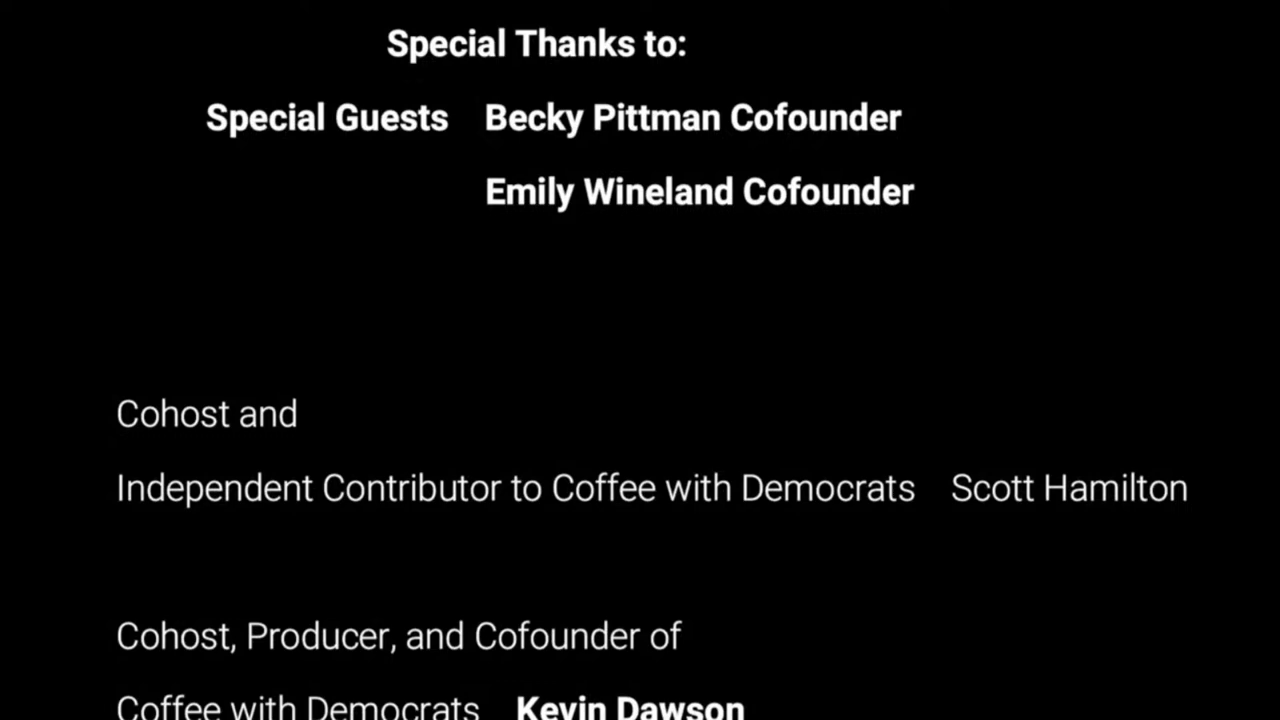 Special Thanks to:
Special Guests Becky Pittman Cofounder
Emily Wineland Cofounder
Cohost and
Independent Contributor to Coffee with Democrats Scott Hamilton
Cohost, Producer, and Cofounder of
Coffee with Democrats Kevin Dawson